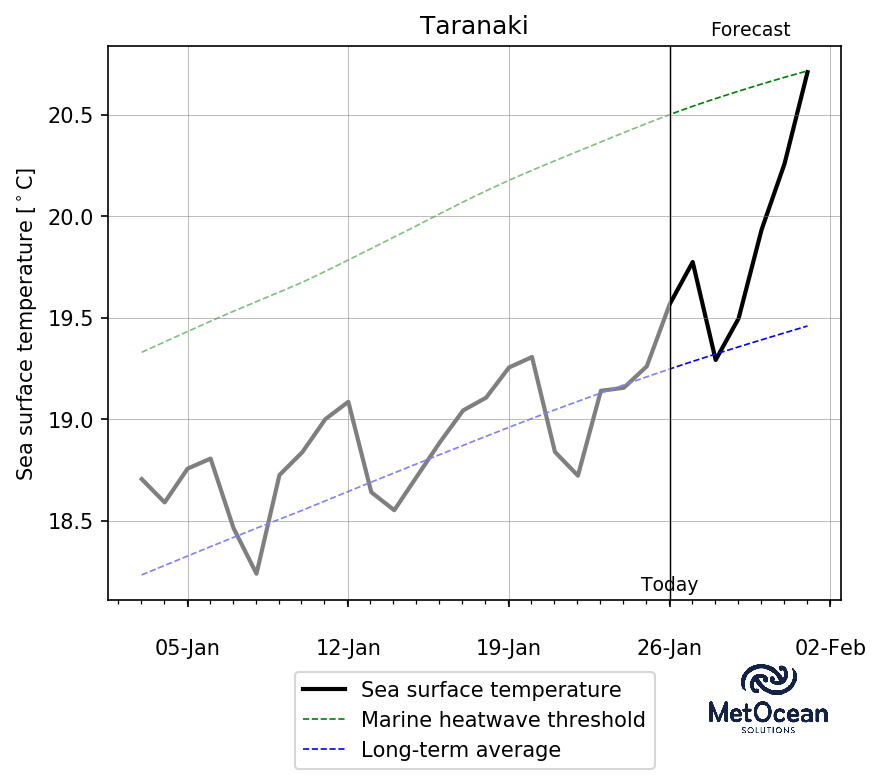 Taranaki
Forecast
Sea surface temperature [°C]
20.5
20.0
19.5
19.0
18.5
Today
05-Jan 12-Jan 19-Jan 26-Jan 02-Feb
Sea surface temperature
Marine heatwave threshold
Long-term average
MetOcean
SOLUTIONS